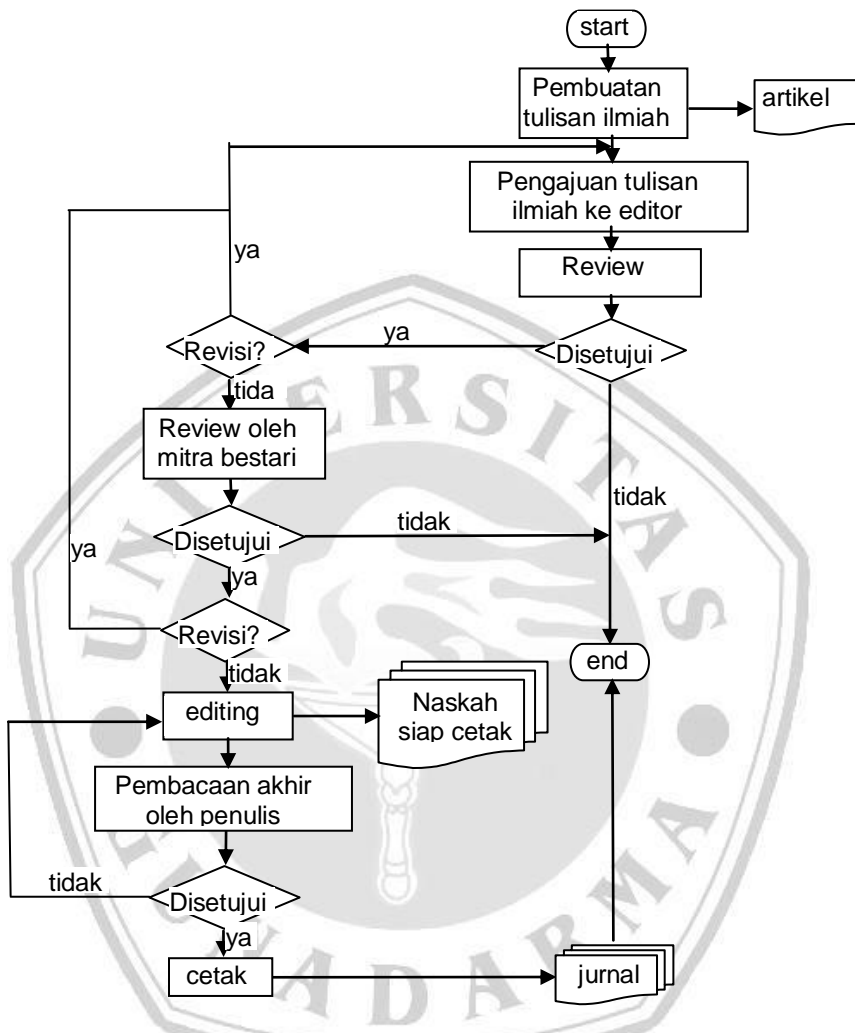 start
Pembuatan
tulisan ilmiah
artikel
Pengajuan tulisan
ilmiah ke editor
ya
Review
Revisi?
ya
Disetujui
tida
Review oleh
mitra bestari
tidak
tidak
ya
Disetujui
ya
Revisi?
end
tidak
editing
Naskah
siap cetak
Pembacaan akhir
oleh penulis
tidak
Disetujui
ya
cetak
jurnal
UNIVERSITAS
GUNADARMA